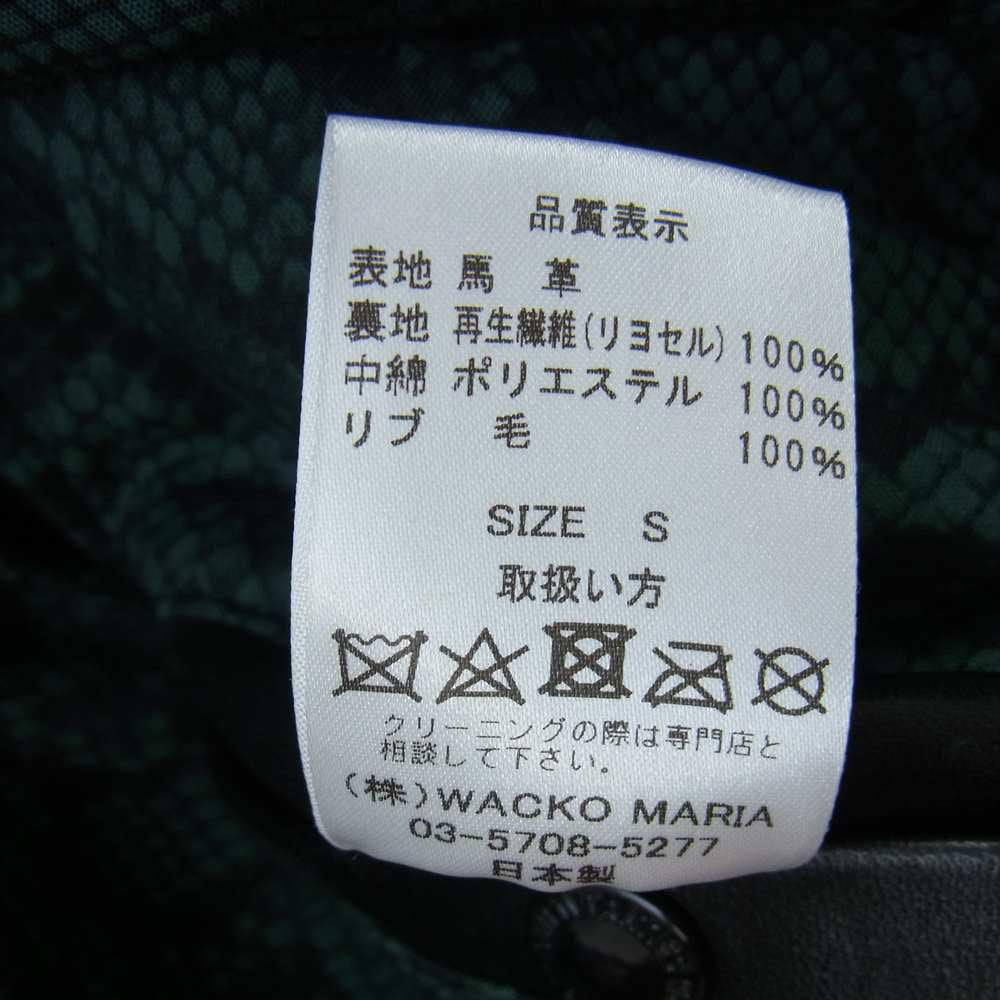 品質表示
表地 馬 革
裏地 再生繊維(リヨセル) 100%
中綿 ポリエステル 100%
リブ 毛 100%
SIZE S
取扱い方
クリーニングの際は専門店と
相談して下さい。
(株)WACKO MARIA
03-5708-5277
日本製